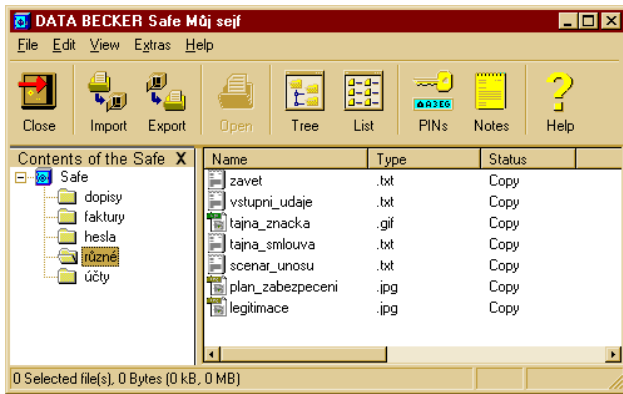 DATA BECKER Safe Můj sejf
File Edit View Extras Help
Close Import Export Open Tree List PINs Notes Help
Contents of the Safe X
Safe
dopisy
faktury
hesla
různé
účty
Name Type Status
zavet .txt Copy
vstupni_udaje .txt Copy
tajna_znacka .gif Copy
tajna_smlouva .txt Copy
scenar_unosu .txt Copy
plan_zabezpeceni .jpg Copy
legitimace .jpg Copy
0 Selected file(s), 0 Bytes (0 kB, 0 MB)